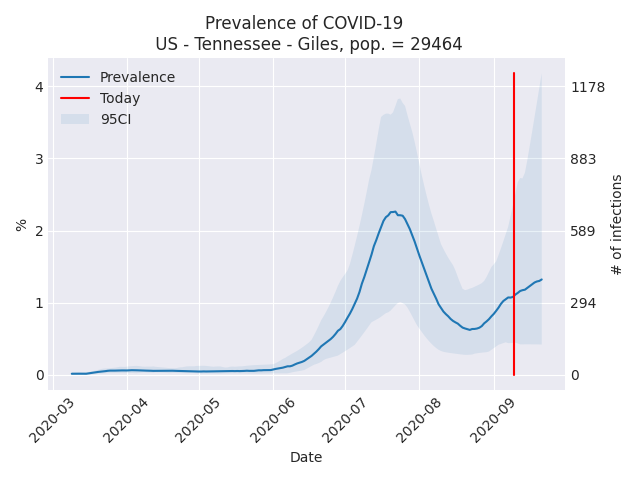 Prevalence of COVID-19
US - Tennessee - Giles, pop. = 29464
Prevalence
Today
95CI
%
4
3
2
1
0
1178
883
589
294
0
# of infections
2020-03
2020-04
2020-05
2020-06
2020-07
2020-08
2020-09
Date